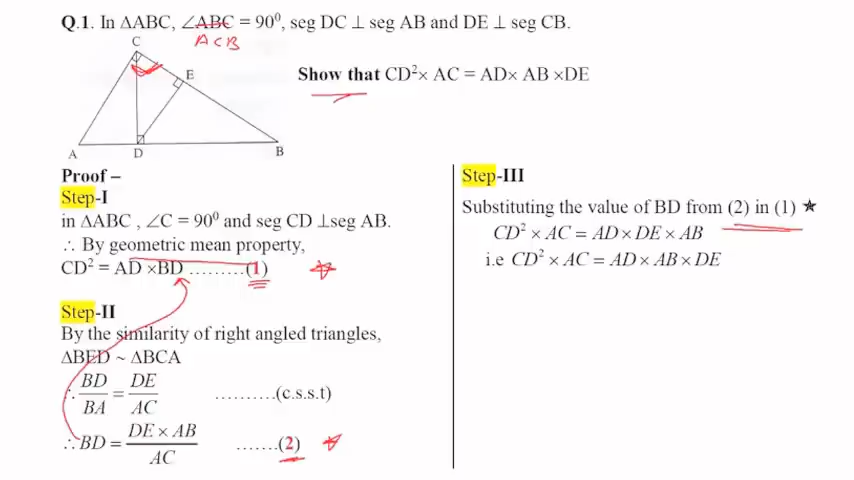 Q.1. In ΔABC, ∠ABC = 90⁰, seg DC ⊥ seg AB and DE ⊥ seg CB.
ACB
C
E
A
D
B
Show that CD²× AC = AD× AB ×DE
Proof –
Step-I
in ΔABC , ∠C = 90⁰ and seg CD ⊥seg AB.
∴ By geometric mean property,
CD² = AD ×BD .........(1)
Step-II
By the similarity of right angled triangles,
ΔBED ~ ΔBCA
∴ BD/BA = DE/AC ..........(c.s.s.t)
∴ BD = DE × AB / AC .......(2)
Step-III
Substituting the value of BD from (2) in (1) ★
CD² × AC = AD × DE × AB
i.e CD² × AC = AD × AB × DE